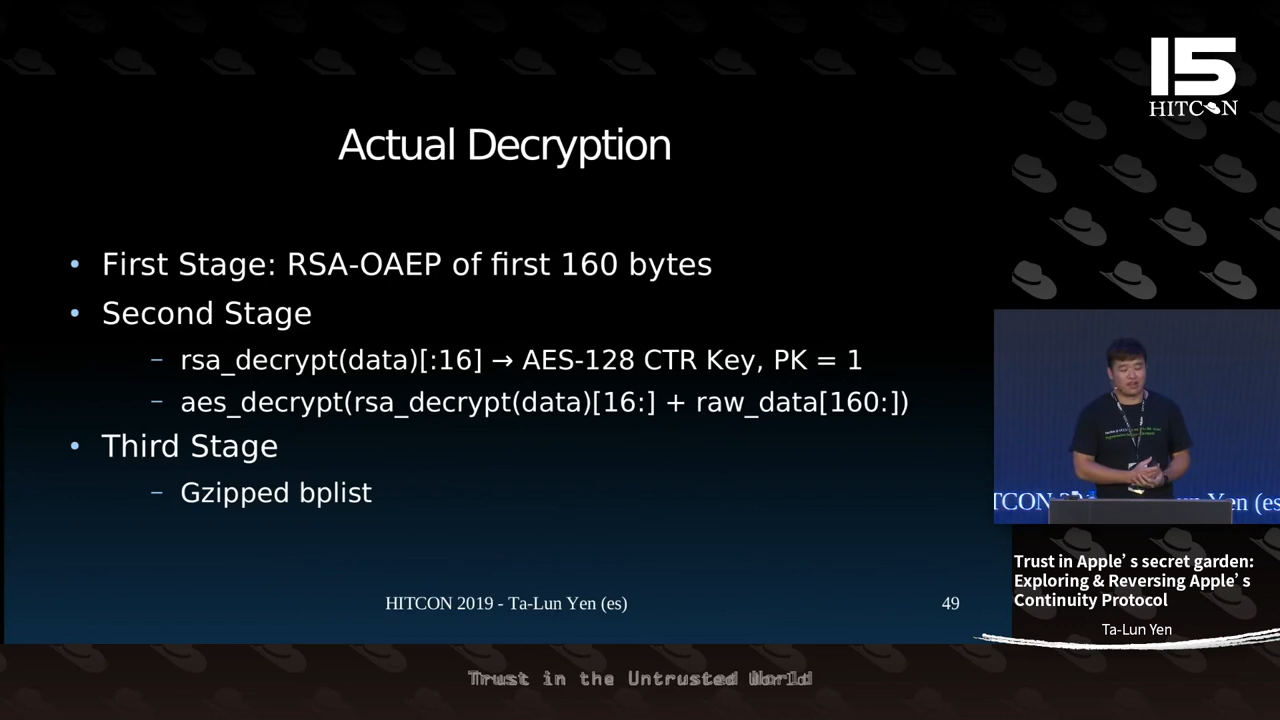 15
HITCON
Actual Decryption
• First Stage: RSA-OAEP of first 160 bytes
• Second Stage
– rsa_decrypt(data)[:16] → AES-128 CTR Key, PK = 1
– aes_decrypt(rsa_decrypt(data)[16:] + raw_data[160:])
• Third Stage
– Gzipped bplist
HITCON 2019 - Ta-Lun Yen (es)
49
Trust in Apple’s secret garden:
Exploring & Reversing Apple’s
Continuity Protocol
Ta-Lun Yen
Trust in the Untrusted World